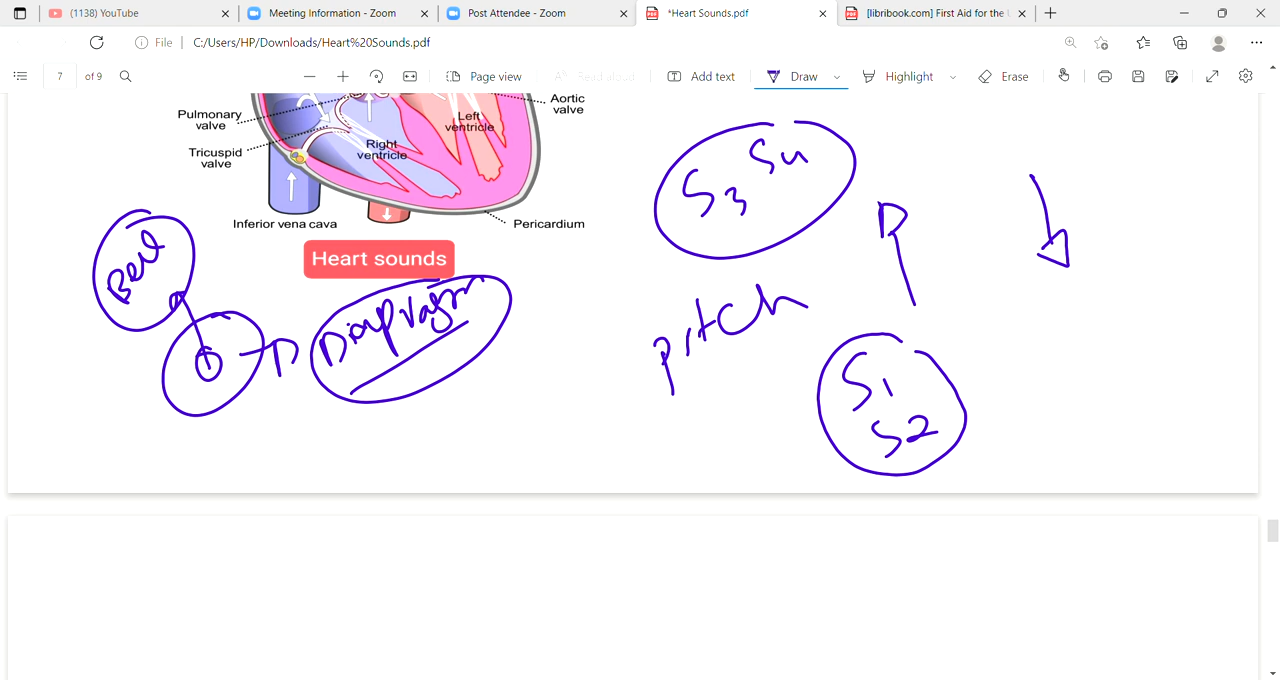 (1138) YouTube
Meeting Information - Zoom
Post Attendee - Zoom
*Heart Sounds.pdf
[libribook.com] First Aid for the
File
C:/Users/HP/Downloads/Heart%20Sounds.pdf
7 of 9
Page view
Read aloud
Add text
Draw
Highlight
Erase
Pulmonary
valve
Tricuspid
valve
Right
ventricle
Left
ventricle
Aortic
valve
Inferior vena cava
Pericardium
Heart sounds
Bell
S3 S4
pitch
S1
S2